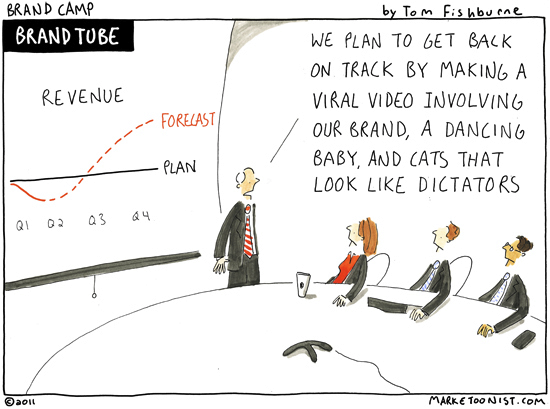 BRAND CAMP
by Tom Fishburne
BRAND TUBE
WE PLAN TO GET BACK
ON TRACK BY MAKING A
VIRAL VIDEO INVOLVING
OUR BRAND, A DANCING
BABY, AND CATS THAT
LOOK LIKE DICTATORS
REVENUE
FORECAST
PLAN
Q1 Q2 Q3 Q4
©2011
MARKETOONIST.COM